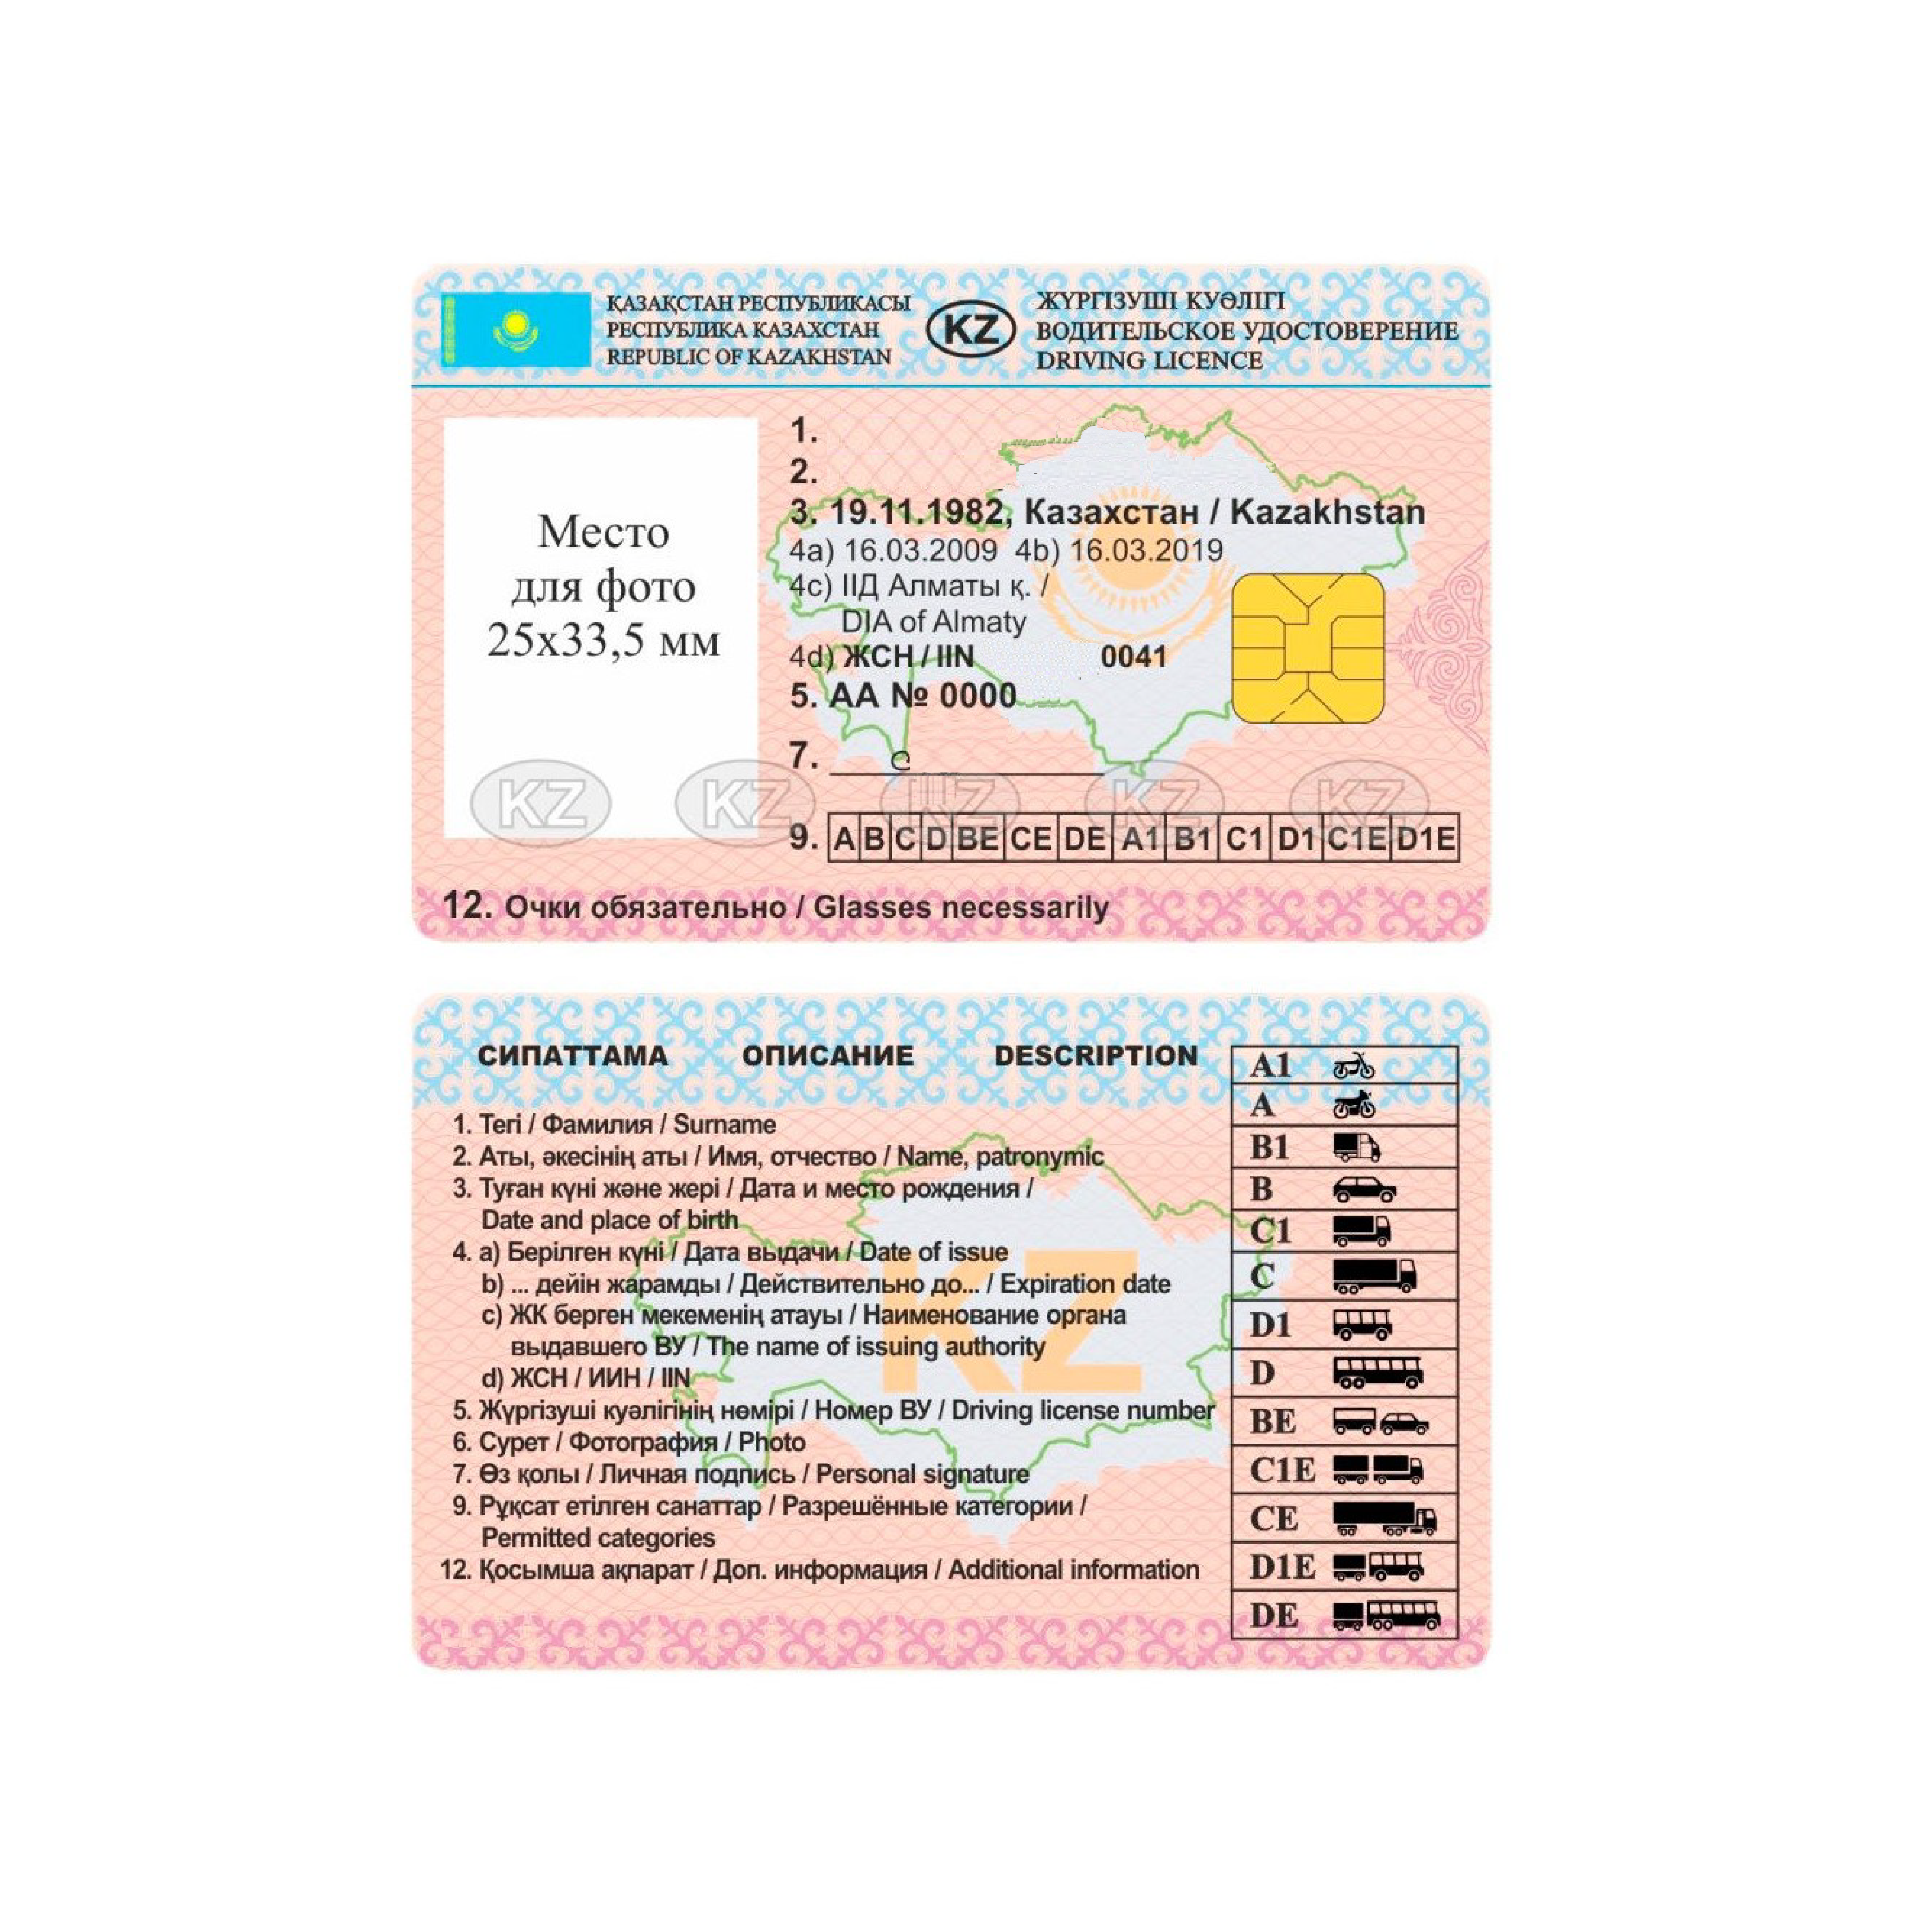 ҚАЗАҚСТАН РЕСПУБЛИКАСЫ
РЕСПУБЛИКА КАЗАХСТАН
REPUBLIC OF KAZAKHSTAN
KZ
ЖҮРГІЗУШІ КУӘЛІГІ
ВОДИТЕЛЬСКОЕ УДОСТОВЕРЕНИЕ
DRIVING LICENCE
Место
для фото
25x33,5 мм
1.
2.
3. 19.11.1982, Казахстан / Kazakhstan
4a) 16.03.2009 4b) 16.03.2019
4c) ІІД Алматы қ. /
DIA of Almaty
4d) ЖСН / IIN 0041
5. AA № 0000
7.
KZ KZ KZ KZ KZ
9. A B C D BE CE DE A1 B1 C1 D1 C1E D1E
12. Очки обязательно / Glasses necessarily
СИПАТТАМА ОПИСАНИЕ DESCRIPTION
1. Тегі / Фамилия / Surname
2. Аты, әкесінің аты / Имя, отчество / Name, patronymic
3. Туған күні және жері / Дата и место рождения /
Date and place of birth
4. a) Берілген күні / Дата выдачи / Date of issue
b) ... дейін жарамды / Действительно до... / Expiration date
c) ЖК берген мекеменің атауы / Наименование органа
выдавшего ВУ / The name of issuing authority
d) ЖСН / ИИН / IIN
5. Жүргізуші куәлігінің нөмірі / Номер ВУ / Driving license number
6. Сурет / Фотография / Photo
7. Өз қолы / Личная подпись / Personal signature
9. Рұқсат етілген санаттар / Разрешённые категории /
Permitted categories
12. Қосымша ақпарат / Доп. информация / Additional information
KZ
A1
A
B1
B
C1
C
D1
D
BE
C1E
CE
D1E
DE